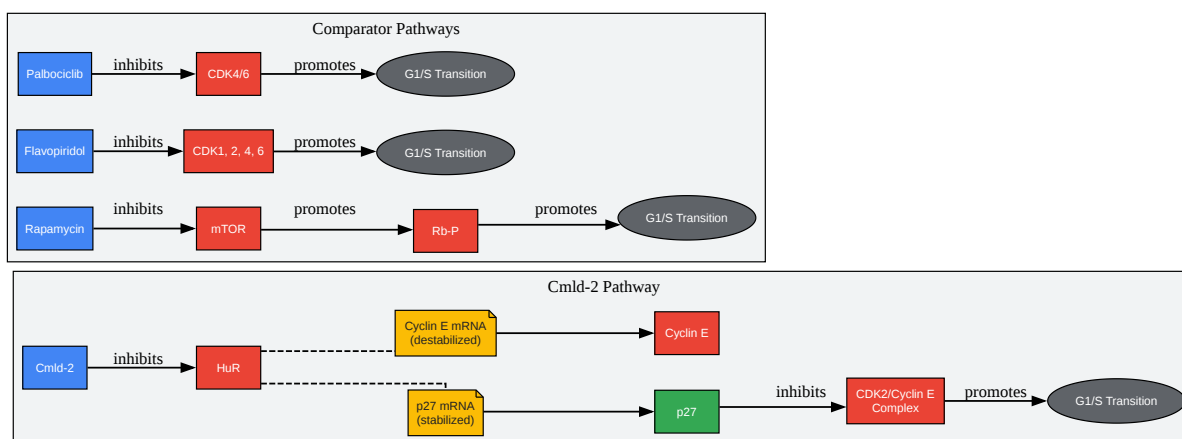 Comparator Pathways
Palbociclib inhibits CDK4/6 promotes G1/S Transition
Flavopiridol inhibits CDK1, 2, 4, 6 promotes G1/S Transition
Rapamycin inhibits mTOR promotes Rb-P promotes G1/S Transition
Cmld-2 Pathway
Cyclin E mRNA
(destabilized)
Cyclin E
Cmld-2 inhibits HuR
p27 mRNA
(stabilized)
p27 inhibits
CDK2/Cyclin E
Complex
promotes G1/S Transition